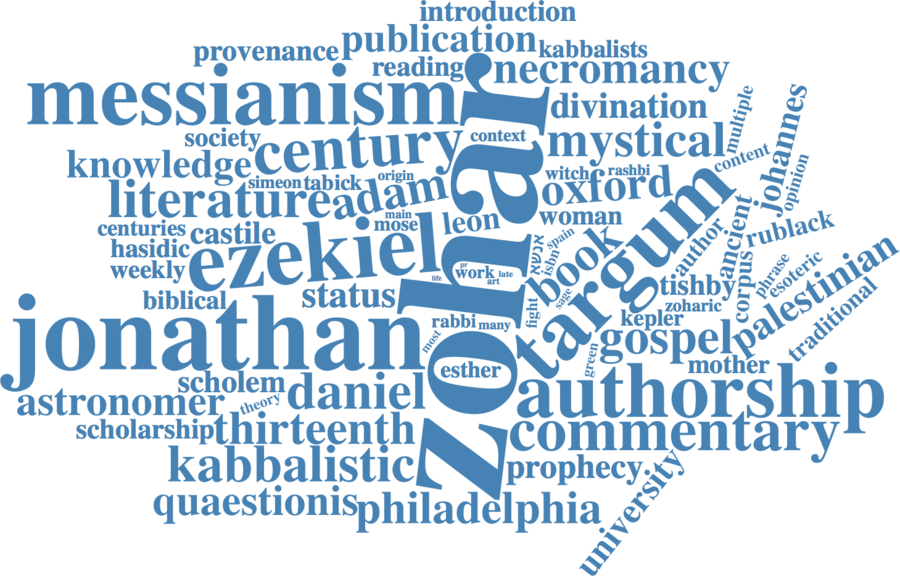 introduction
publication
provenance
kabbalists
reading
necromancy
messianism
divination
multiple
society
century
context
mystical
johannes
content
knowledge
simeon
tabick
origin
witch
rashbi
opinion
literature
adam
oxford
main
mose
leon
woman
centuries
castile
hasidic
ezekiel
weekly
zohar
אנשא
spain
isbn
book
targum
author
ancient
rublack
corpus
phrase
esoteric
palestinian
traditional
tishby
zoharic
kepler
pr
work
late
art
life
sage
fight
biblical
status
jonathan
rabbi
many
most
green
gospel
mother
esther
scholem
daniel
authorship
astronomer
theory
scholarship
thirteenth
commentary
kabbalistic
prophecy
university
quaestionis
philadelphia